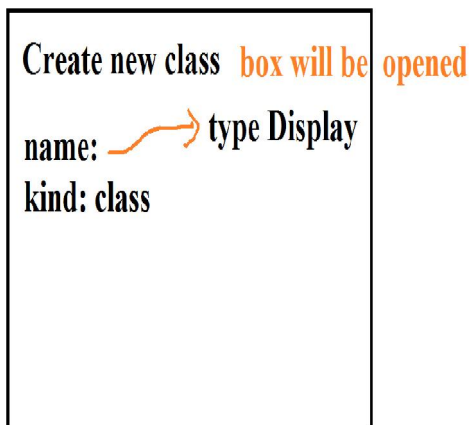 Create new class box will be opened
name: type Display
kind: class